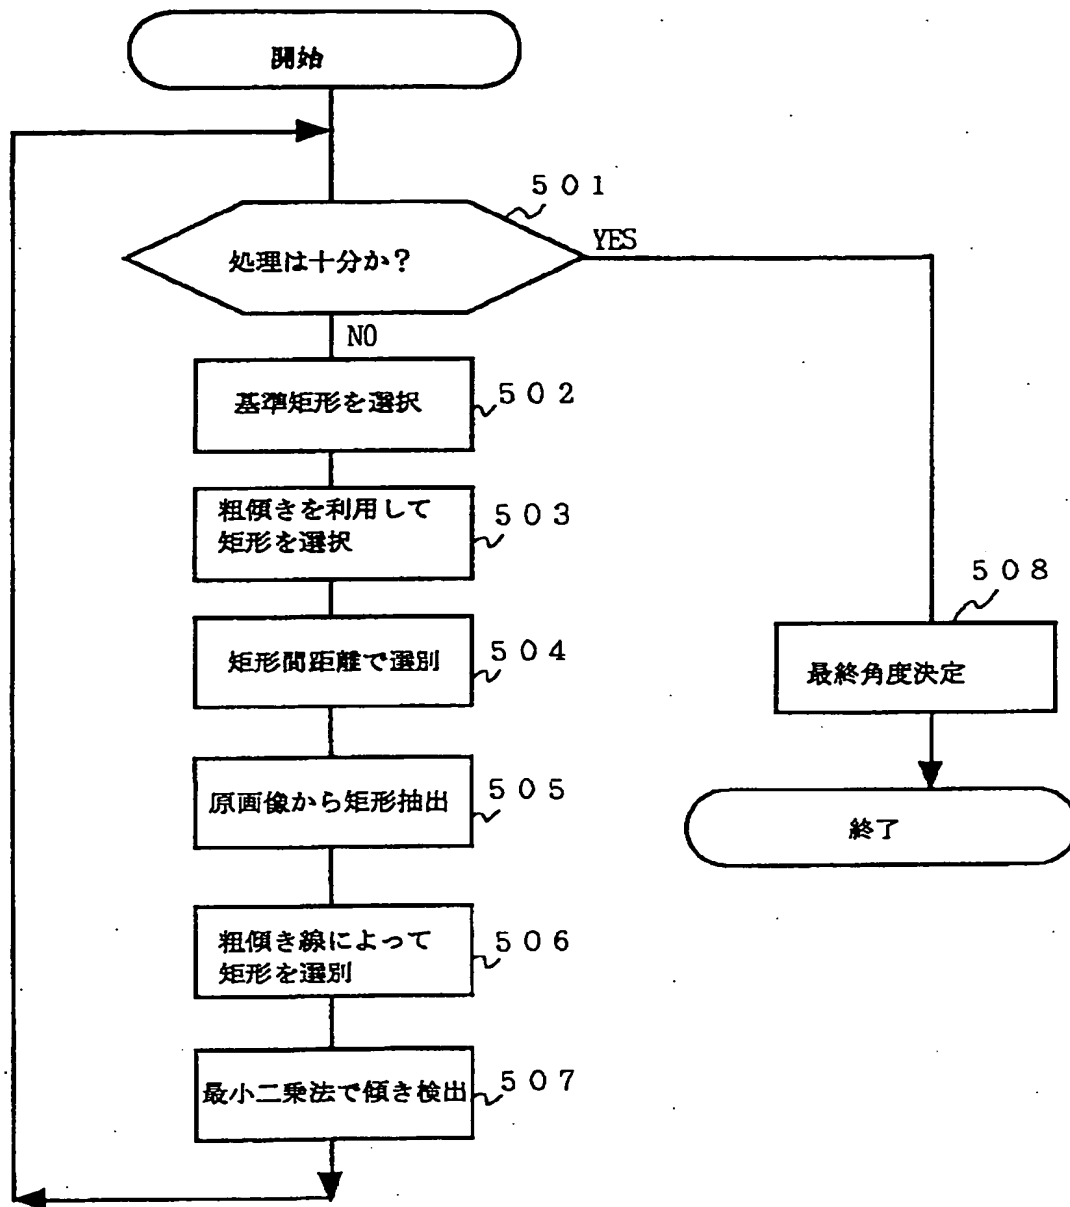 開始
501
処理は十分か?
YES
NO
基準矩形を選択
502
粗傾きを利用して
矩形を選択
503
矩形間距離で選別
504
原画像から矩形抽出
505
粗傾き線によって
矩形を選別
506
最小二乗法で傾き検出
507
508
最終角度決定
終了